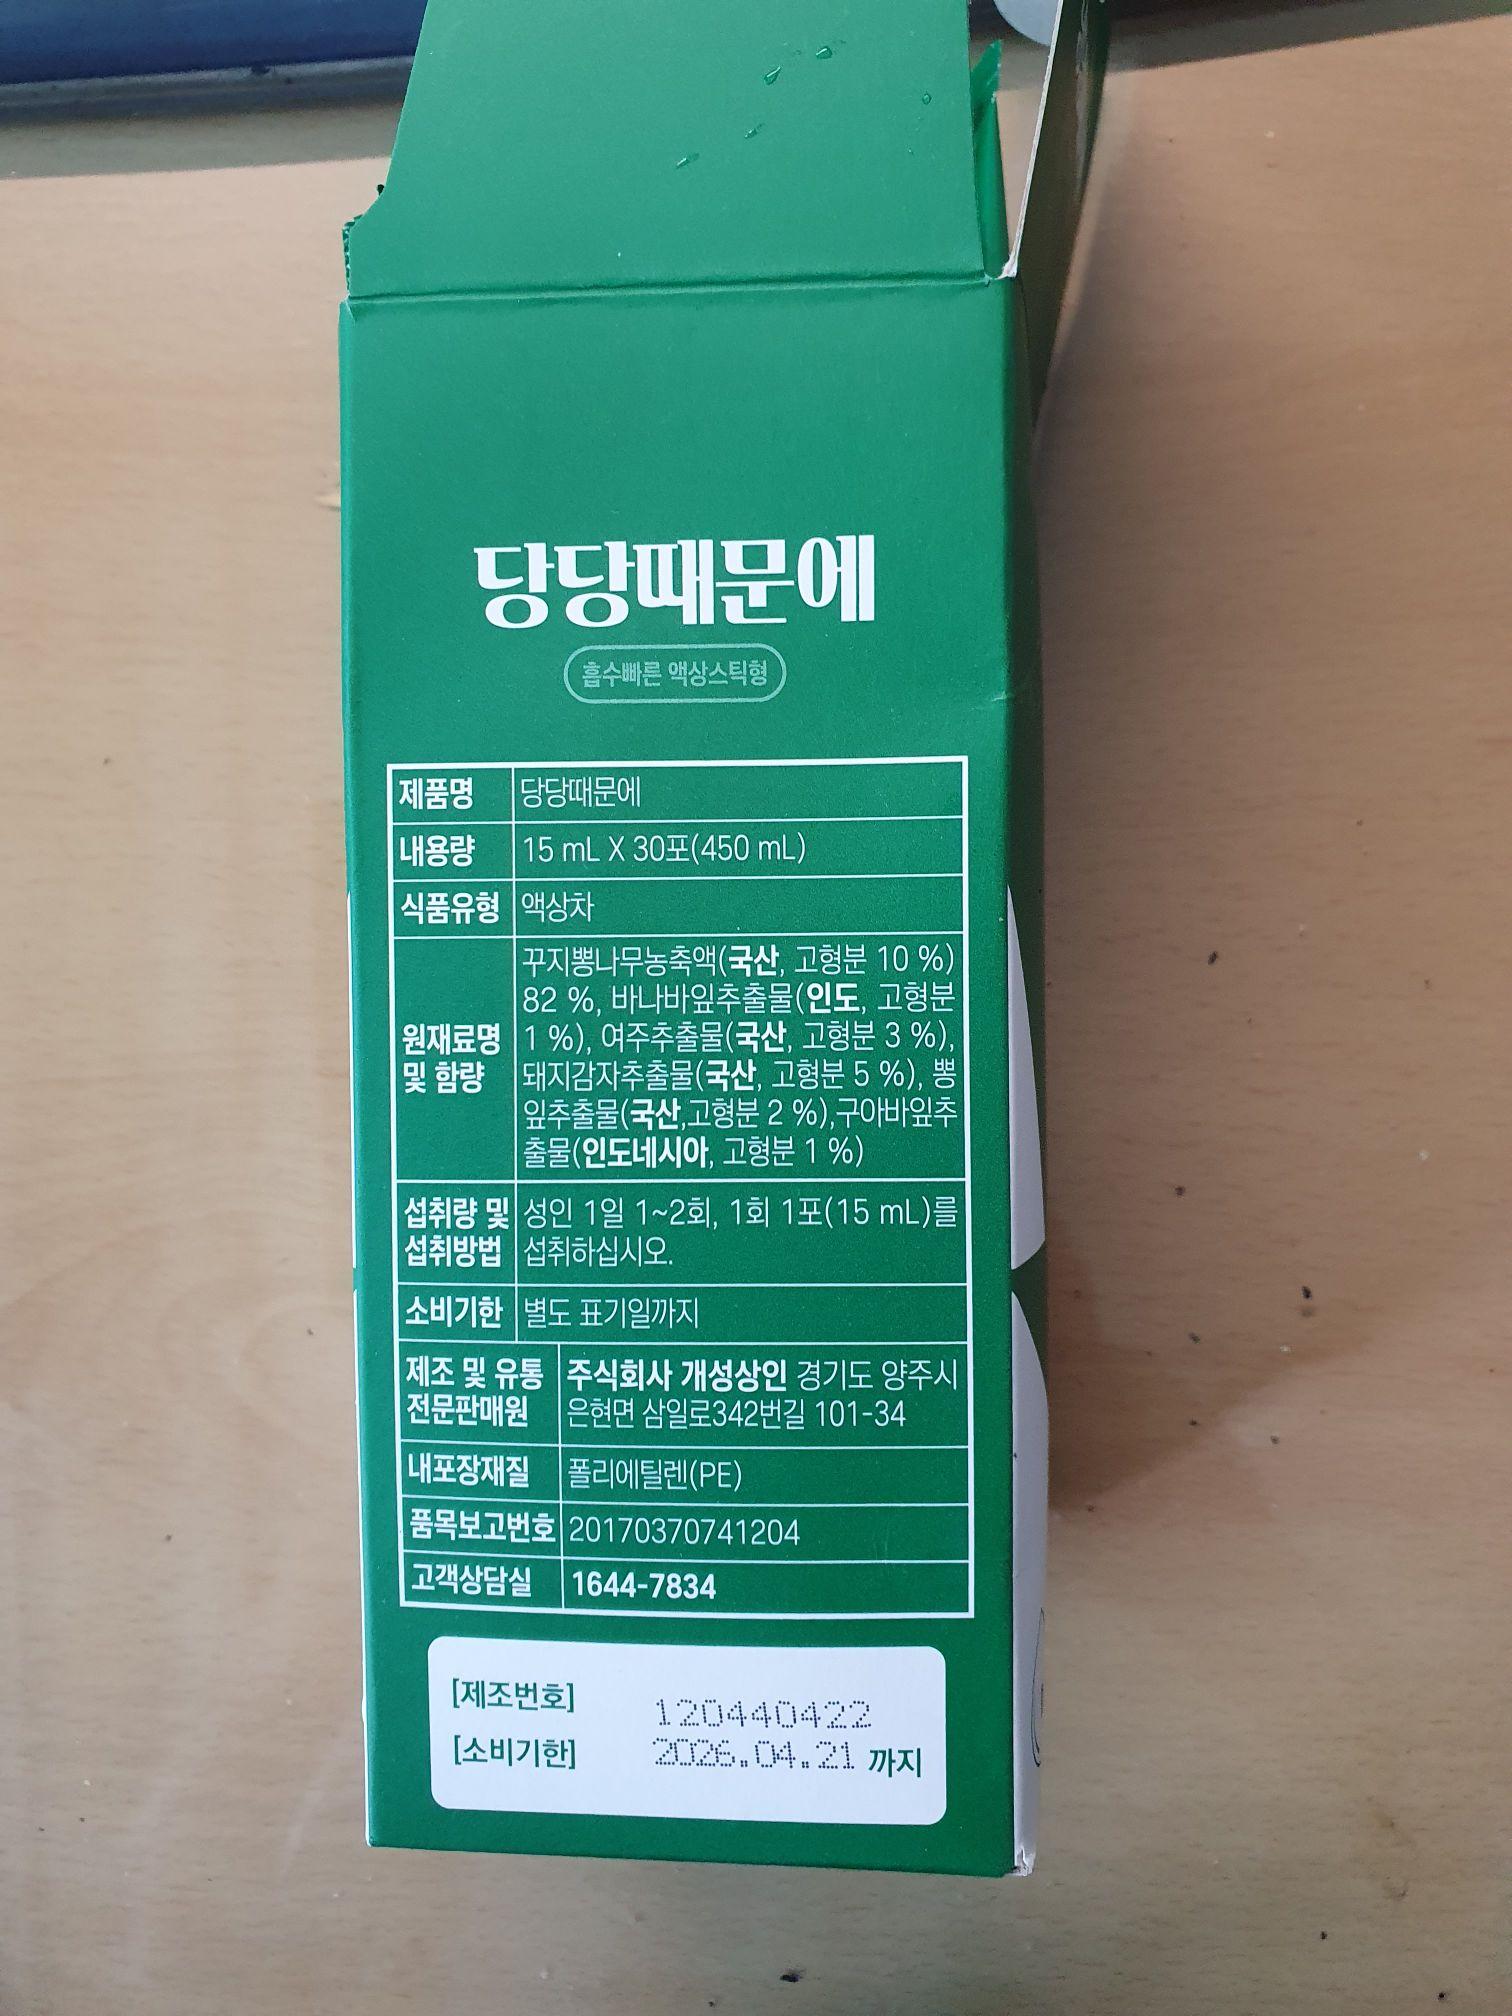 당당때문에
흡수빠른 액상스틱형
제품명 당당때문에
내용량 15 mL X 30포(450 mL)
식품유형 액상차
원재료명
및 함량
꾸지뽕나무농축액(국산, 고형분 10 %)
82 %, 바나바잎추출물(인도, 고형분
1 %), 여주추출물(국산, 고형분 3 %),
돼지감자추출물(국산, 고형분 5 %), 뽕
잎추출물(국산,고형분 2 %),구아바잎추
출물(인도네시아, 고형분 1 %)
섭취량 및
섭취방법
성인 1일 1~2회, 1회 1포(15 mL)를
섭취하십시오.
소비기한 별도 표기일까지
제조 및 유통
전문판매원
주식회사 개성상인 경기도 양주시
은현면 삼일로342번길 101-34
내포장재질 폴리에틸렌(PE)
품목보고번호 20170370741204
고객상담실 1644-7834
[제조번호] 120440422
[소비기한] 2026.04.21 까지